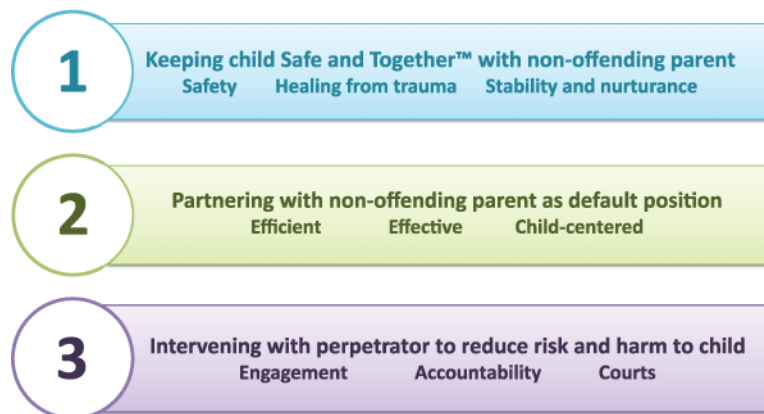 1
Keeping child Safe and Together™ with non-offending parent
Safety Healing from trauma Stability and nurturance
2
Partnering with non-offending parent as default position
Efficient Effective Child-centered
3
Intervening with perpetrator to reduce risk and harm to child
Engagement Accountability Courts